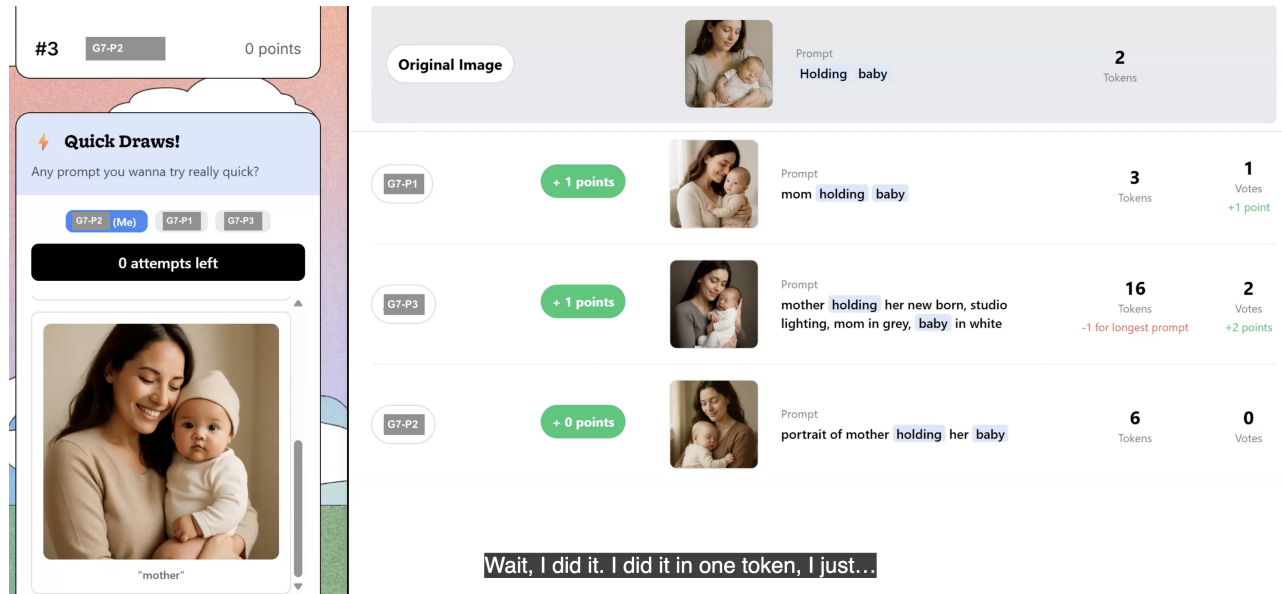 #3 G7-P2 0 points
Quick Draws!
Any prompt you wanna try really quick?
G7-P2 (Me) G7-P1 G7-P3
0 attempts left
"mother"
Original Image
Prompt
Holding baby
2
Tokens
G7-P1
+ 1 points
Prompt
mom holding baby
3
Tokens
1
Votes
+1 point
G7-P3
+ 1 points
Prompt
mother holding her new born, studio
lighting, mom in grey, baby in white
16
Tokens
-1 for longest prompt
2
Votes
+2 points
G7-P2
+ 0 points
Prompt
portrait of mother holding her baby
6
Tokens
0
Votes
Wait, I did it. I did it in one token, I just...